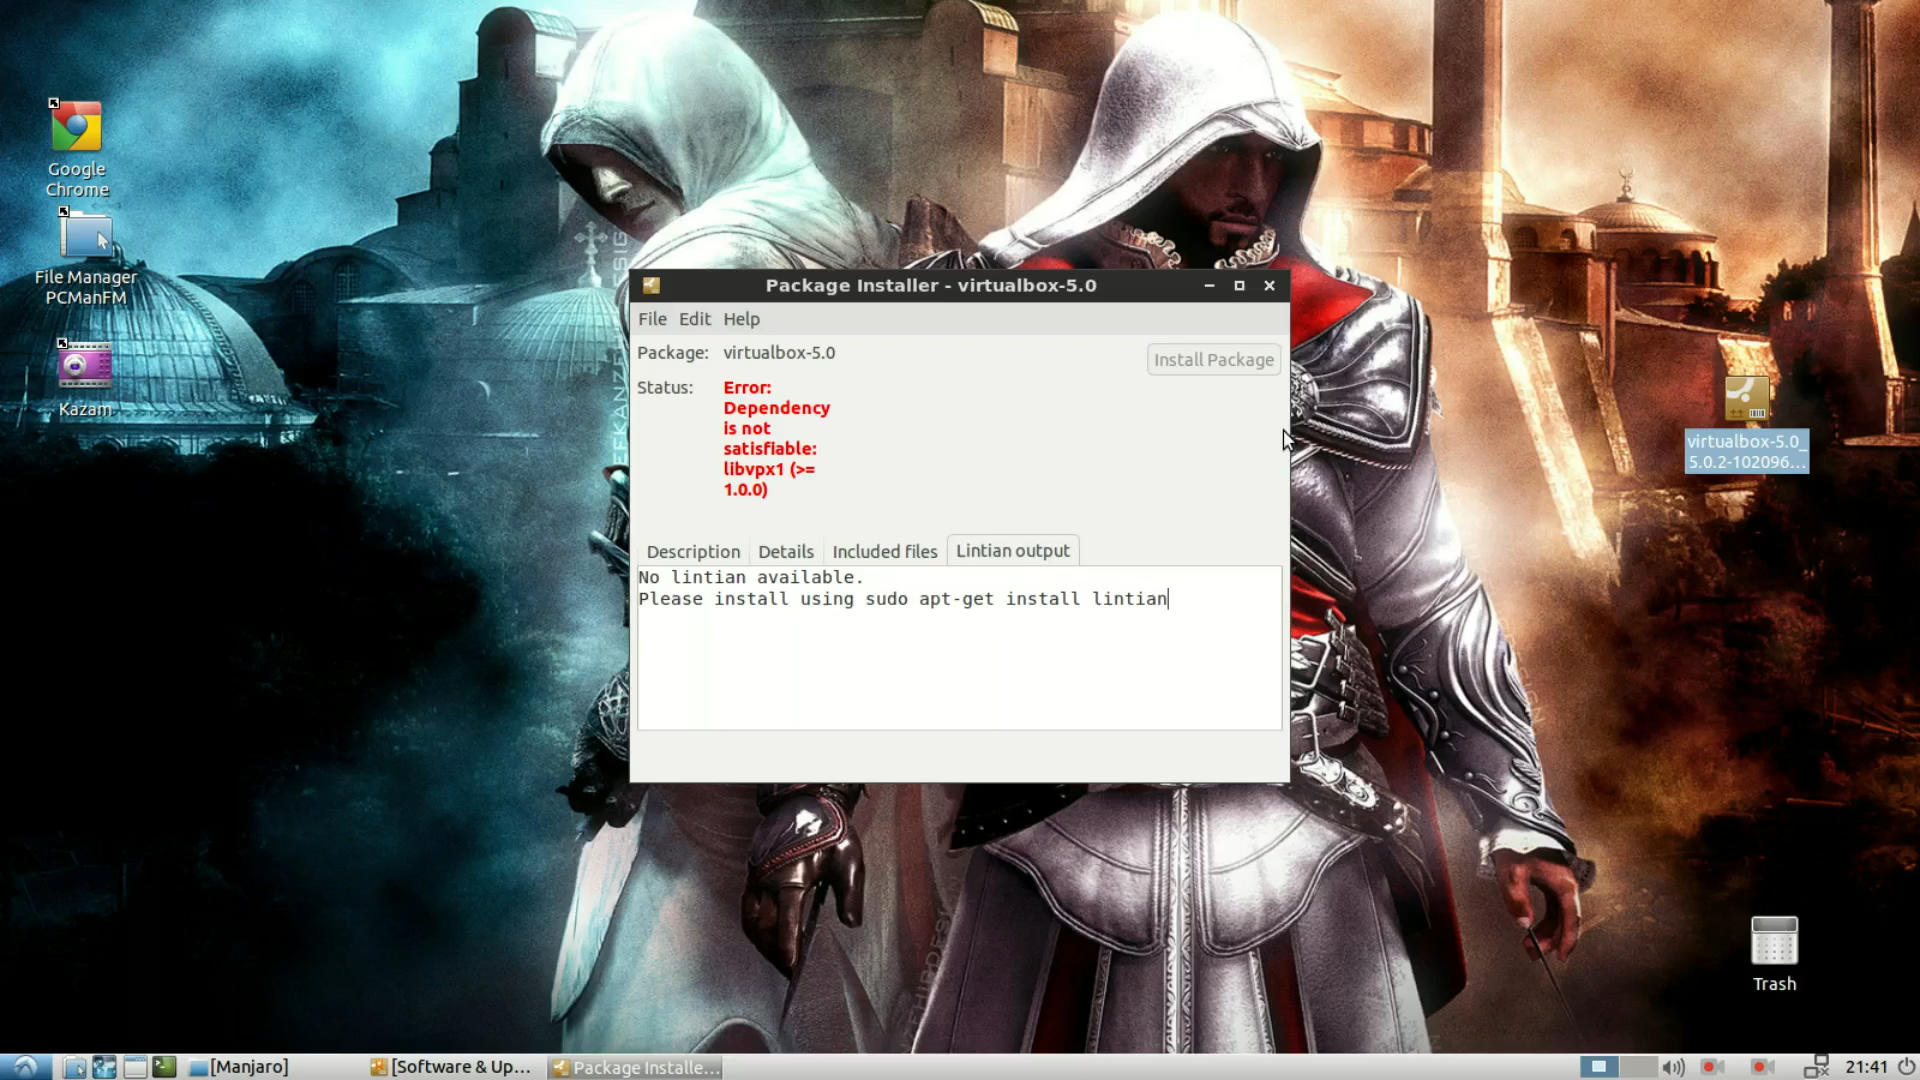 Google
Chrome
File Manager
PCManFM
Kazam
Package Installer - virtualbox-5.0
File Edit Help
Package: virtualbox-5.0
Install Package
Status: Error:
Dependency
is not
satisfiable:
libvpx1 (>=
1.0.0)
Description Details Included files Lintian output
No lintian available.
Please install using sudo apt-get install lintian
virtualbox-5.0_
5.0.2-102096...
Trash
[Manjaro] [Software & Up... Package Installe... 21:41